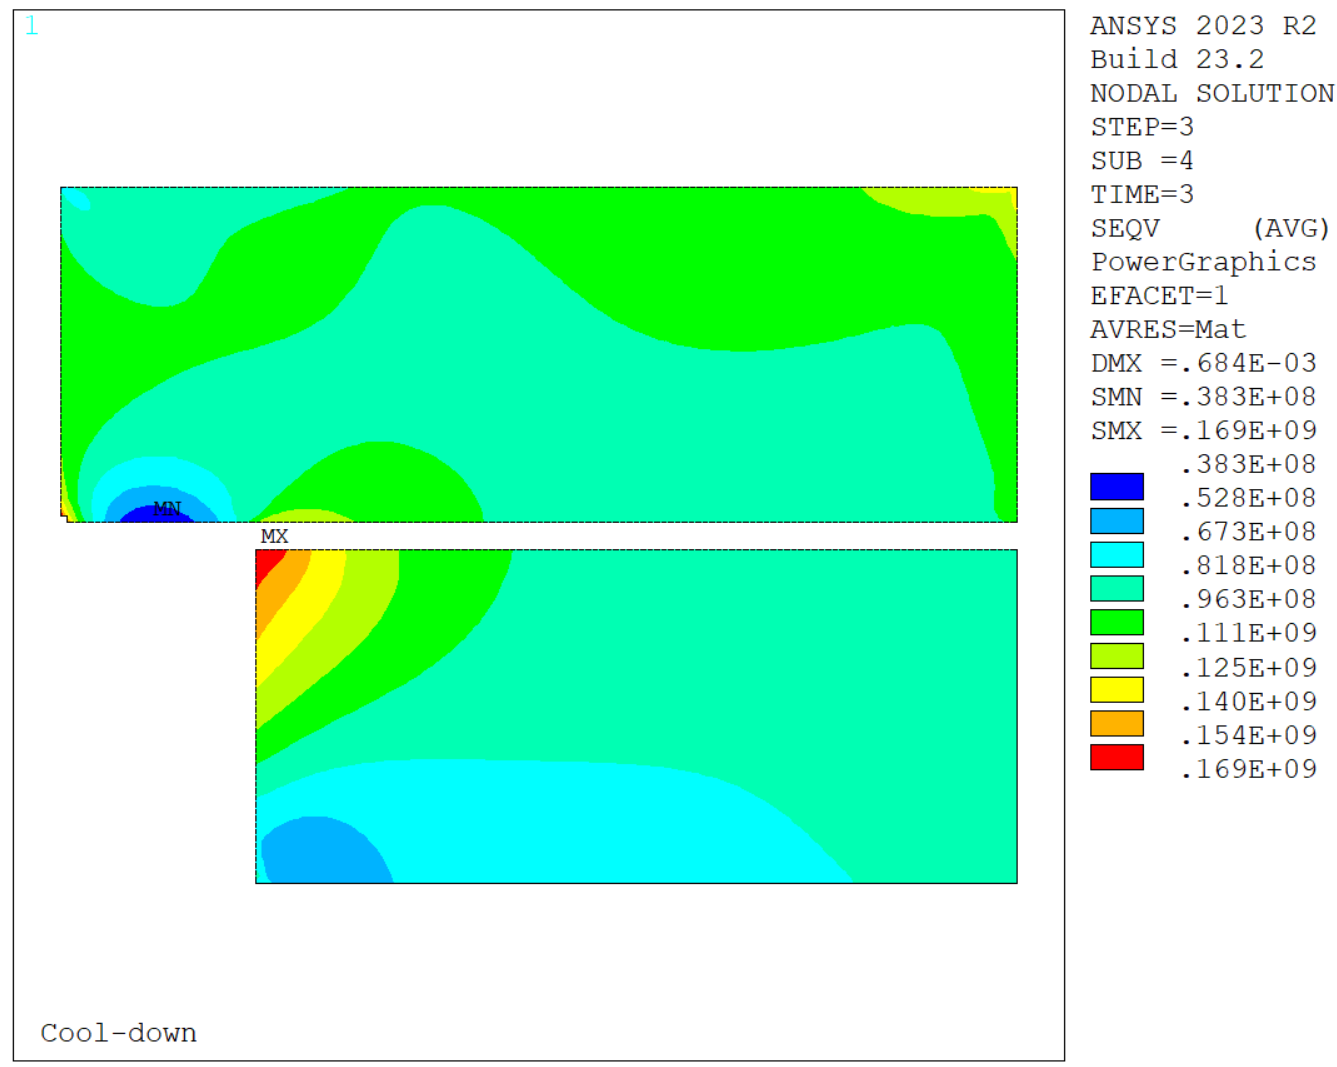 1
ANSYS 2023 R2
Build 23.2
NODAL SOLUTION
STEP=3
SUB =4
TIME=3
SEQV (AVG)
PowerGraphics
EFACET=1
AVRES=Mat
DMX =.684E-03
SMN =.383E+08
SMX =.169E+09
.383E+08
.528E+08
.673E+08
.818E+08
.963E+08
.111E+09
.125E+09
.140E+09
.154E+09
.169E+09
MN
MX
Cool-down